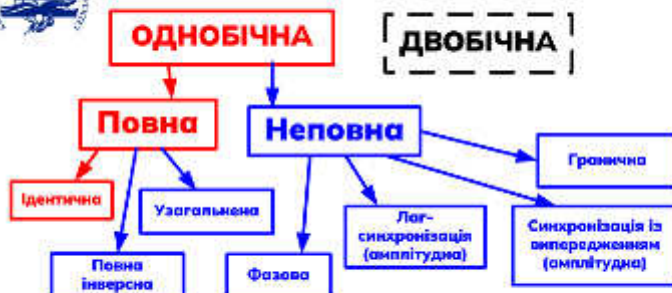 ОДНОБІЧНА
ДВОБІЧНА
Повна
Неповна
Гранична
Ідентична
Узагальнена
Лаг-
синхронізація
(амплітудна)
Синхронізація із
випередженням
(амплітудна)
Повна
інверсна
Фазова